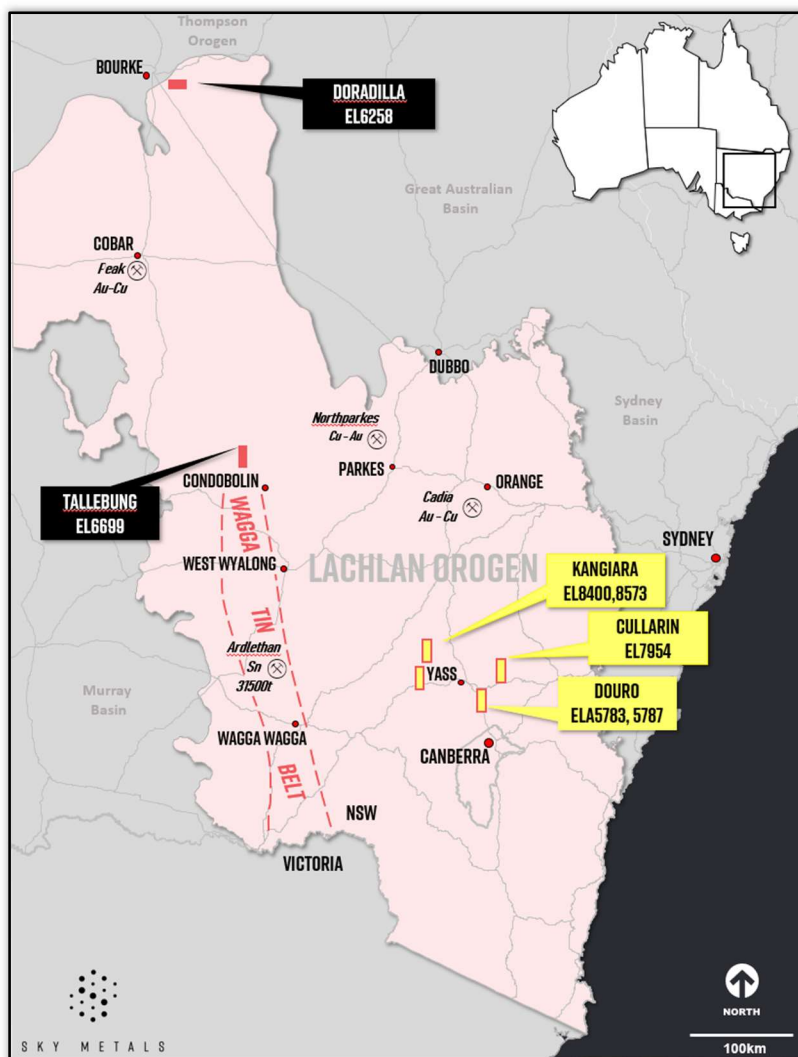 Thompson
Orogen
BOURKE
DORADILLA
EL6258
Great Australian
Basin
COBAR
Feak
Au-Cu
DUBBO
Sydney
Basin
Northparkes
Cu - Au
PARKES
ORANGE
CONDOBOLIN
Cadia
Au - Cu
TALLEBUNG
EL6699
WAGGA
TIN
BELT
SYDNEY
WEST WYALONG
LACHLAN OROGEN
KANGIARA
EL8400,8573
CULLARIN
EL7954
Ardlethan
Sn
31500t
YASS
DOURO
ELA5783, 5787
Murray
Basin
WAGGA WAGGA
CANBERRA
NSW
VICTORIA
SKY METALS
NORTH
100km